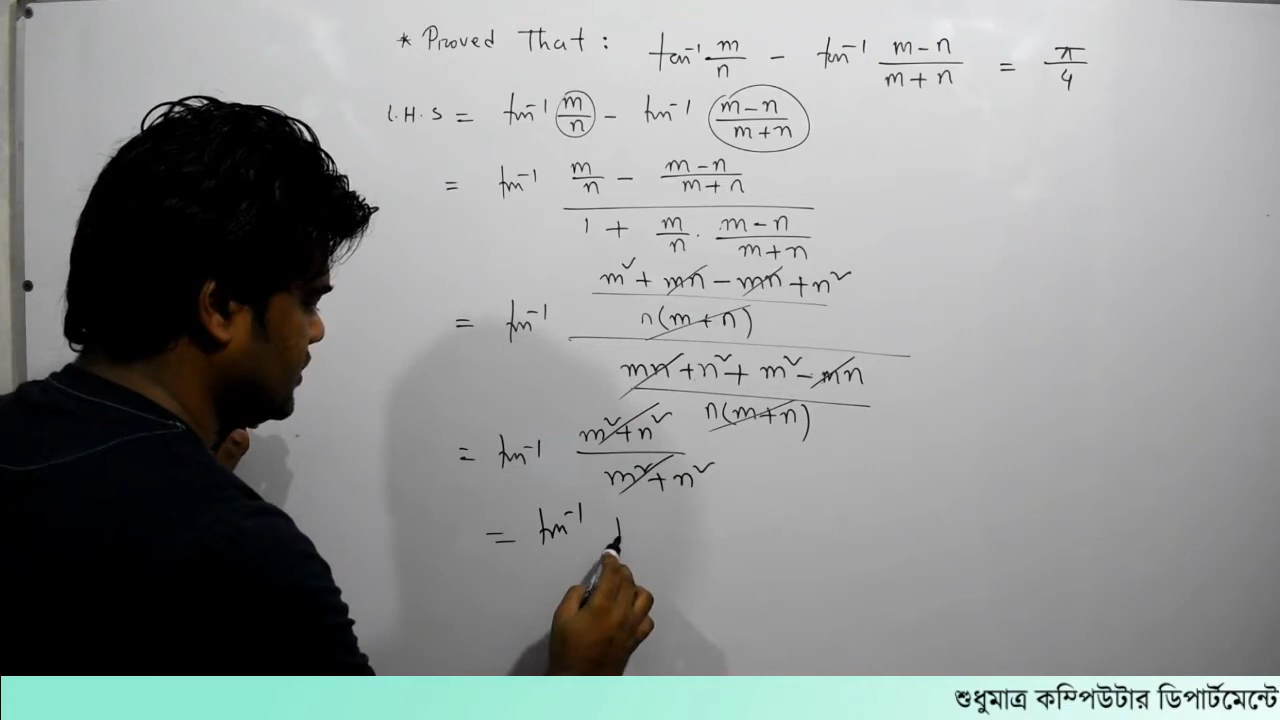 * Proved That : tan⁻¹ m/n - tan⁻¹ (m-n)/(m+n) = π/4
L.H.S = tan⁻¹ m/n - tan⁻¹ (m-n)/(m+n)
= tan⁻¹ (m/n - (m-n)/(m+n)) / (1 + m/n · (m-n)/(m+n))
= tan⁻¹ ((m² + mn - mn + n²) / n(m+n)) / ((mn + n² + m² - mn) / n(m+n))
= tan⁻¹ (m²+n²) / (m²+n²)
= tan⁻¹ 1
শুধুমাত্র কম্পিউটার ডিপার্টমেন্টে